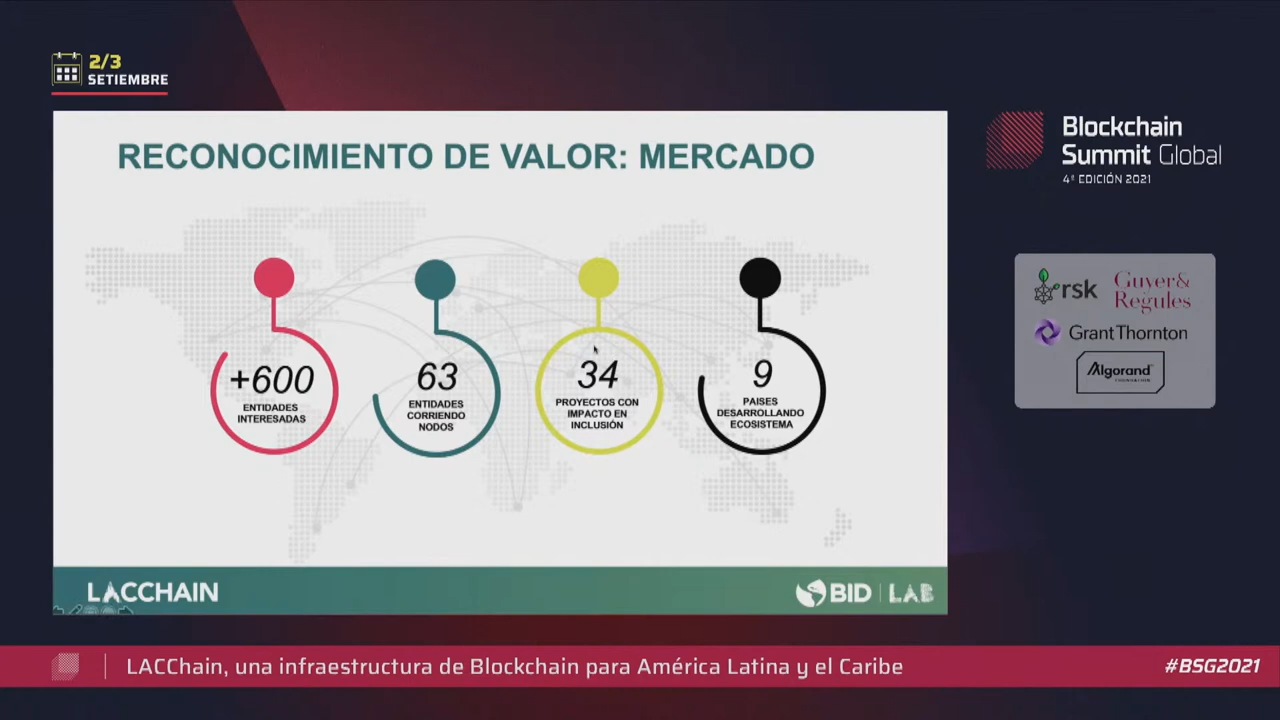 2/3
SETIEMBRE
RECONOCIMIENTO DE VALOR: MERCADO
+600
ENTIDADES
INTERESADAS
63
ENTIDADES
CORRIENDO
NODOS
34
PROYECTOS CON
IMPACTO EN
INCLUSIÓN
9
PAISES
DESARROLLANDO
ECOSISTEMA
LACCHAIN
BID | LAB
Blockchain
Summit Global
4ª EDICIÓN 2021
rsk
Guyer&
Regules
GrantThornton
Algorand
FOUNDATION
LACChain, una infraestructura de Blockchain para América Latina y el Caribe
#BSG2021